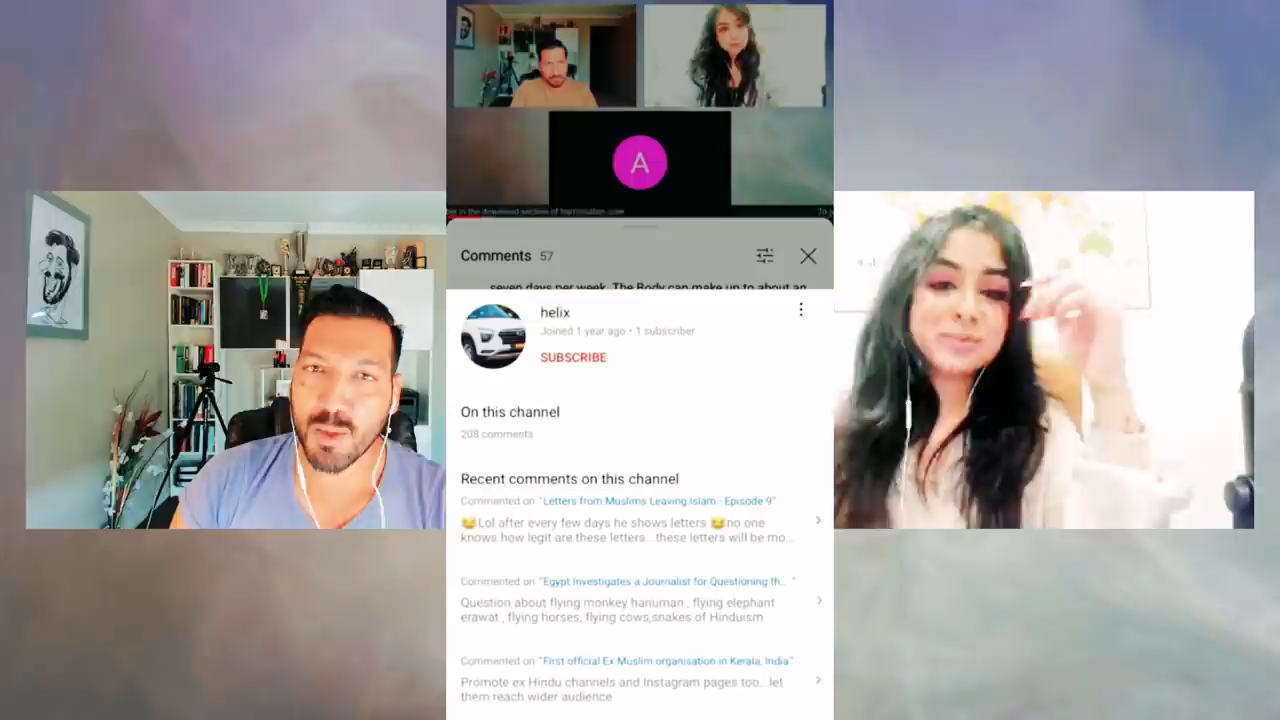 A
Comments 57
seven days per week. The Body can make up to about an
helix
Joined 1 year ago • 1 subscriber
SUBSCRIBE
On this channel
208 comments
Recent comments on this channel
Commented on "Letters from Muslims Leaving Islam - Episode 9"
😂Lol after every few days he shows letters 😂no one
knows how legit are these letters...these letters will be mo...
Commented on "Egypt Investigates a Journalist for Questioning th... "
Question about flying monkey hanuman , flying elephant
erawat , flying horses, flying cows,snakes of Hinduism
Commented on "First official Ex Muslim organisation in Kerala, India"
Promote ex Hindu channels and Instagram pages too...let
them reach wider audience